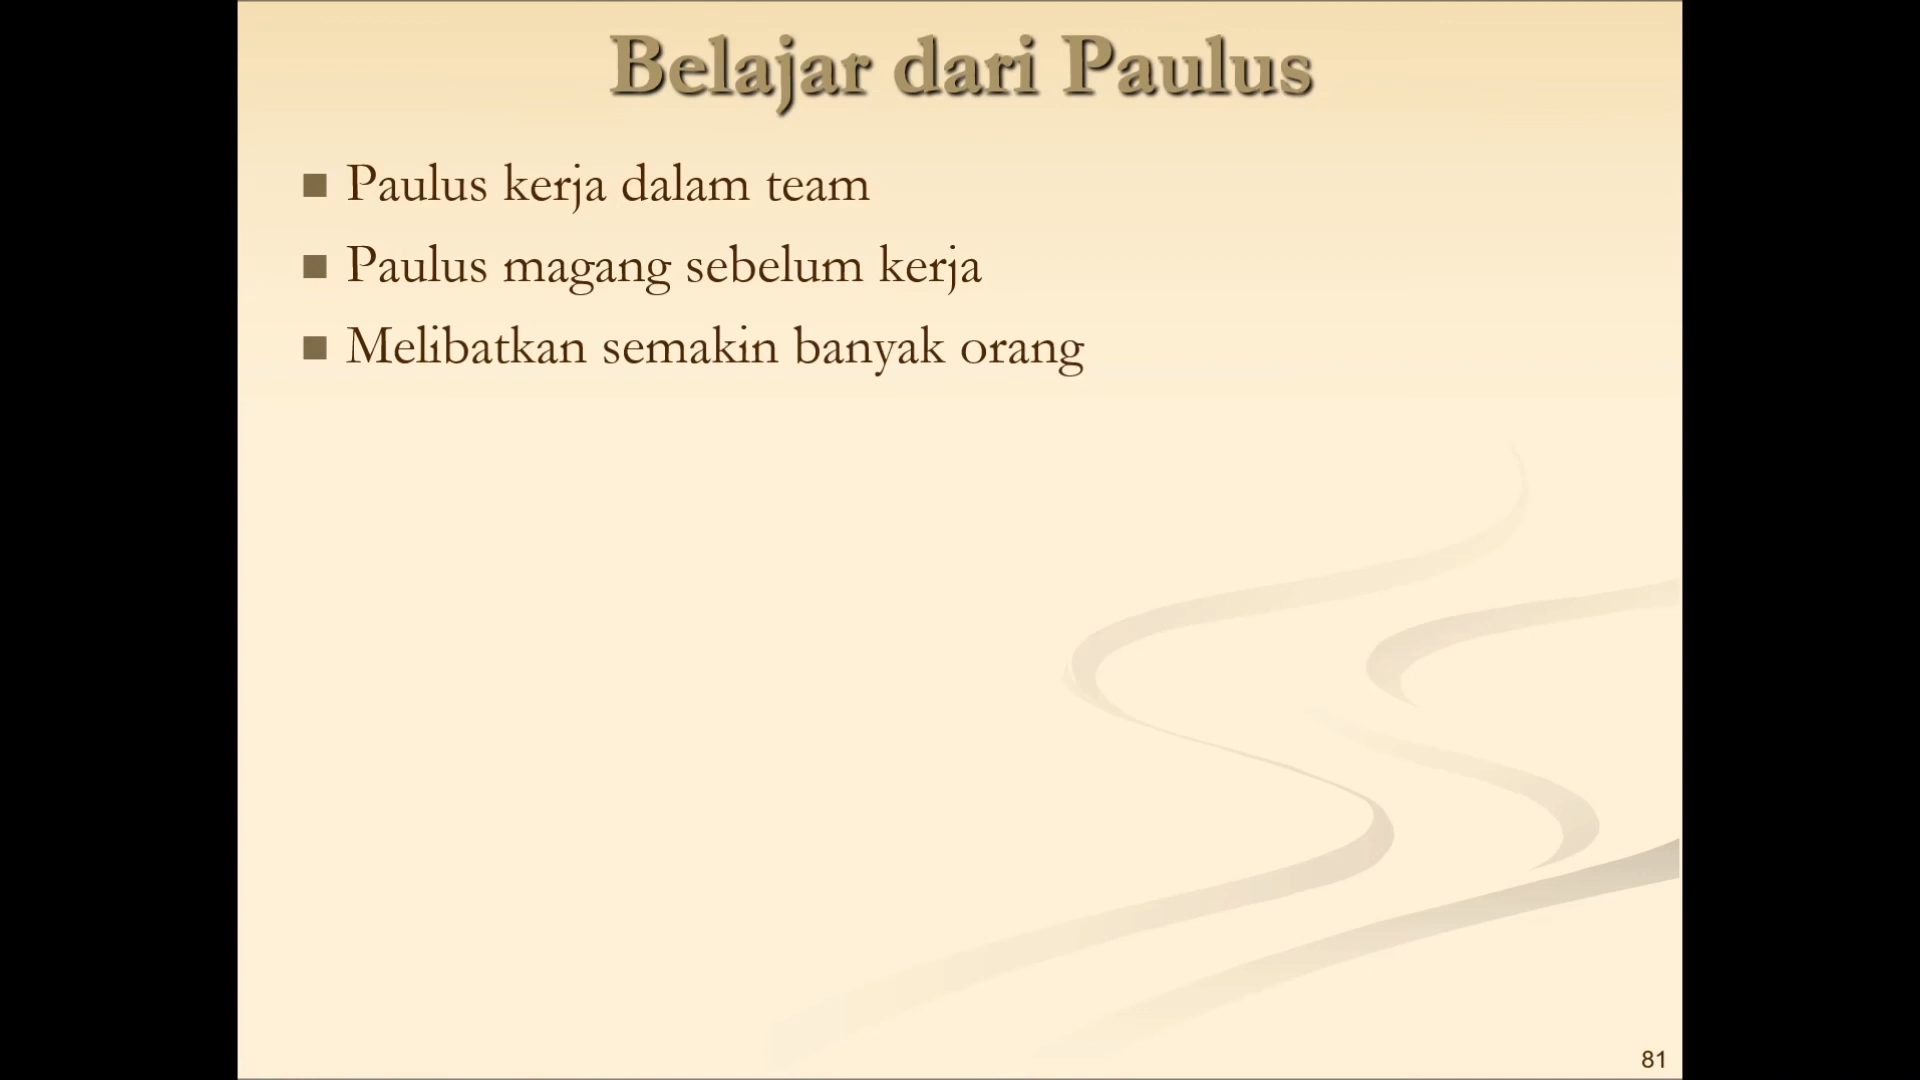 Belajar dari Paulus
Paulus kerja dalam team
Paulus magang sebelum kerja
Melibatkan semakin banyak orang
81